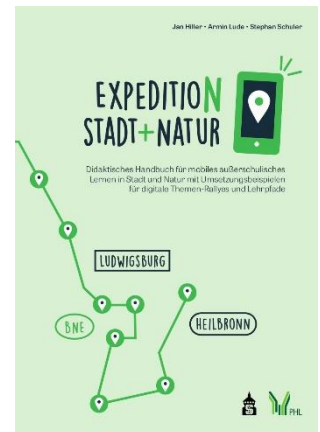 Jan Hiller • Armin Lude • Stephan Schuler
EXPEDITION
STADT+NATUR
Didaktisches Handbuch für mobiles außerschulisches
Lernen in Stadt und Natur mit Umsetzungsbeispielen
für digitale Themen-Rallyes und Lehrpfade
LUDWIGSBURG
BNE
HEILBRONN
S
PHL